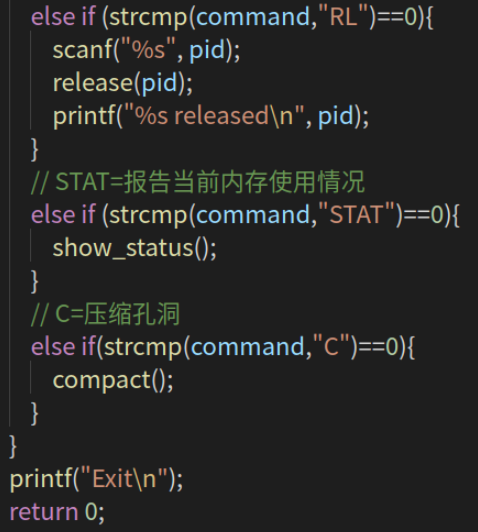 else if (strcmp(command,"RL")==0){
scanf("%s", pid);
release(pid);
printf("%s released\n", pid);
}
// STAT=报告当前内存使用情况
else if (strcmp(command,"STAT")==0){
show_status();
}
// C=压缩孔洞
else if(strcmp(command,"C")==0){
compact();
}
}
printf("Exit\n");
return 0;